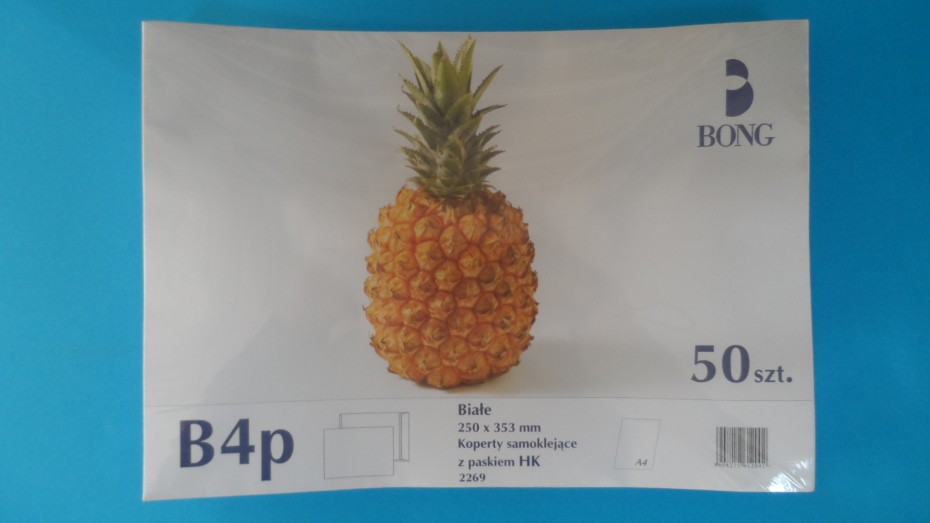 BONG
50 szt.
B4p
Białe
250 x 353 mm
Koperty samoklejące
z paskiem HK
2269
A4